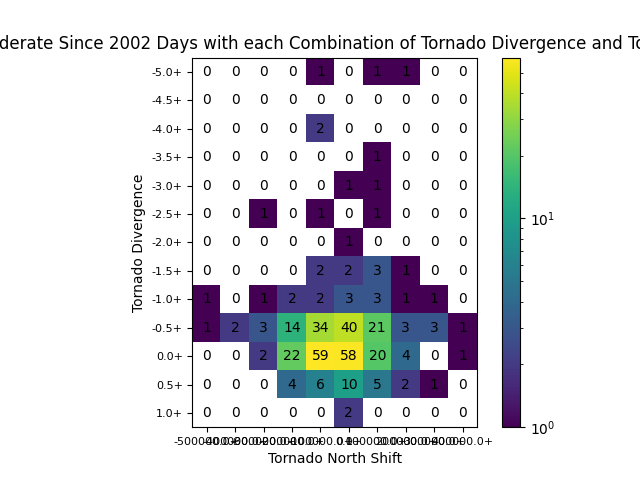 derate Since 2002 Days with each Combination of Tornado Divergence and To
-5.0+ 0 0 0 0 1 0 1 1 0 0
-4.5+ 0 0 0 0 0 0 0 0 0 0
-4.0+ 0 0 0 0 2 0 0 0 0 0
-3.5+ 0 0 0 0 0 0 1 0 0 0
-3.0+ 0 0 0 0 0 1 1 0 0 0
-2.5+ 0 0 1 0 1 0 1 0 0 0
-2.0+ 0 0 0 0 0 1 0 0 0 0
-1.5+ 0 0 0 0 2 2 3 1 0 0
-1.0+ 1 0 1 2 2 3 3 1 1 0
-0.5+ 1 2 3 14 34 40 21 3 3 1
0.0+ 0 0 2 22 59 58 20 4 0 1
0.5+ 0 0 0 4 6 10 5 2 1 0
1.0+ 0 0 0 0 0 2 0 0 0 0
Tornado Divergence
Tornado North Shift
10¹
10⁰